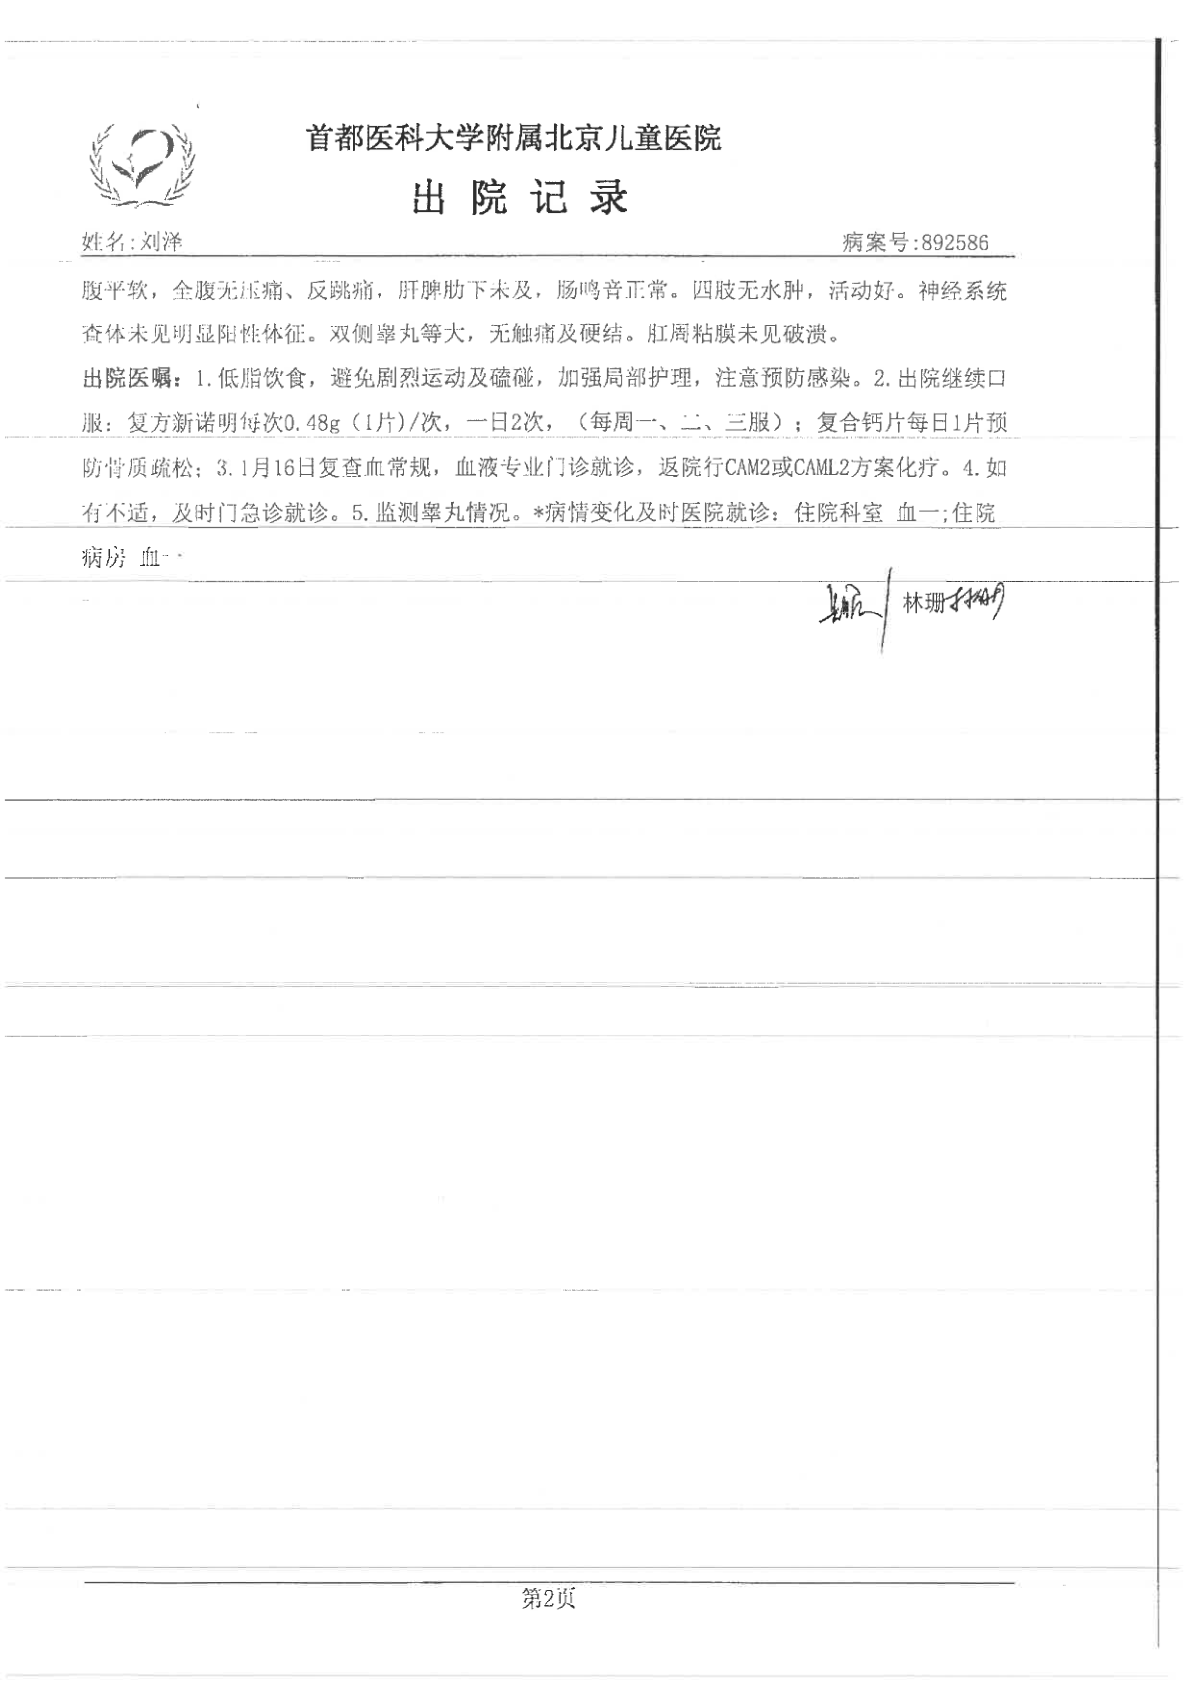 首都医科大学附属北京儿童医院
出院记录
姓名:刘泽 病案号:892586
腹平软，全腹无压痛、反跳痛，肝脾肋下未及，肠鸣音正常。四肢无水肿，活动好。神经系统
查体未见明显阳性体征。双侧睾丸等大，无触痛及硬结。肛周粘膜未见破溃。
出院医嘱：1.低脂饮食，避免剧烈运动及磕碰，加强局部护理，注意预防感染。2.出院继续口
服：复方新诺明每次0.48g（1片)/次，一日2次，（每周一、二、三服）；复合钙片每日1片预
防骨质疏松；3.1月16日复查血常规，血液专业门诊就诊，返院行CAM2或CAML2方案化疗。4.如
有不适，及时门急诊就诊。5.监测睾丸情况。*病情变化及时医院就诊：住院科室 血一;住院
病房 血一
林珊
第2页